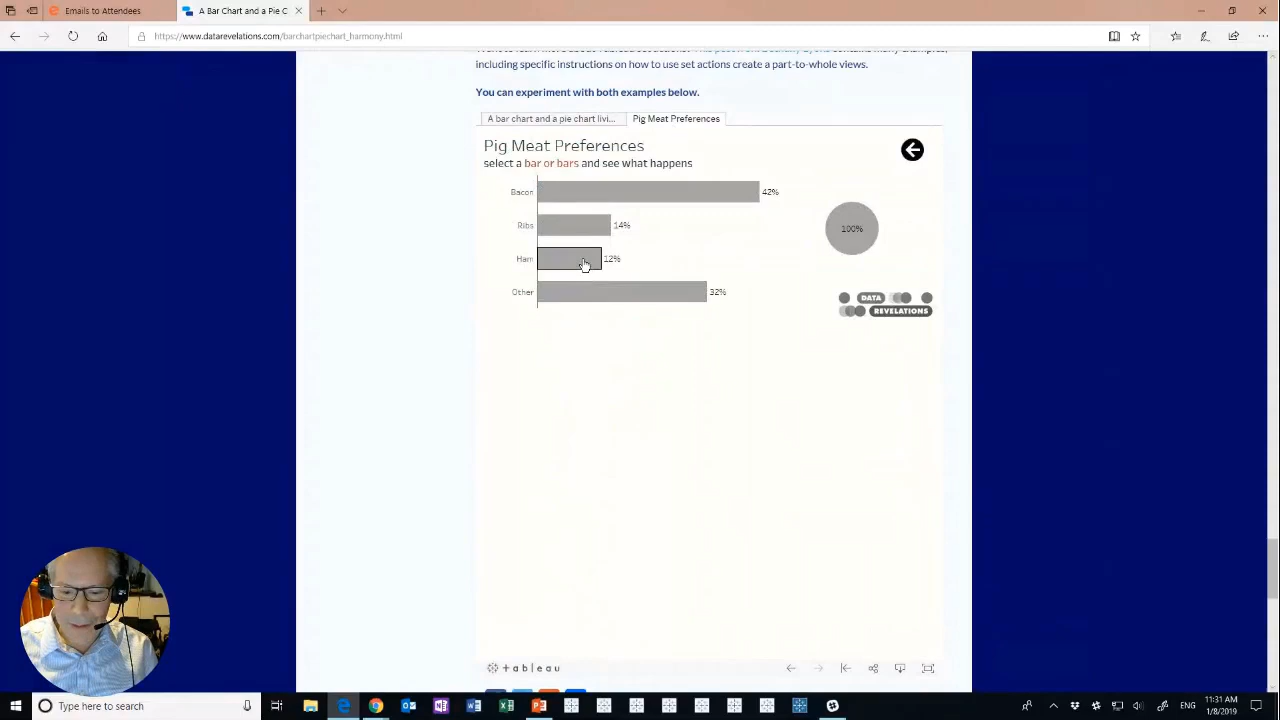 Emails to Attendees
A Bar Chart and a Pie C
https://www.datarevelations.com/barchartpiechart_harmony.html
including specific instructions on how to use set actions create a part-to-whole views.
You can experiment with both examples below.
A bar chart and a pie chart livi...
Pig Meat Preferences
Pig Meat Preferences
select a bar or bars and see what happens
Bacon
42%
Ribs
14%
100%
Ham
12%
Other
32%
DATA
REVELATIONS
+ableau
Type here to search
ENG
11:31 AM
1/8/2019